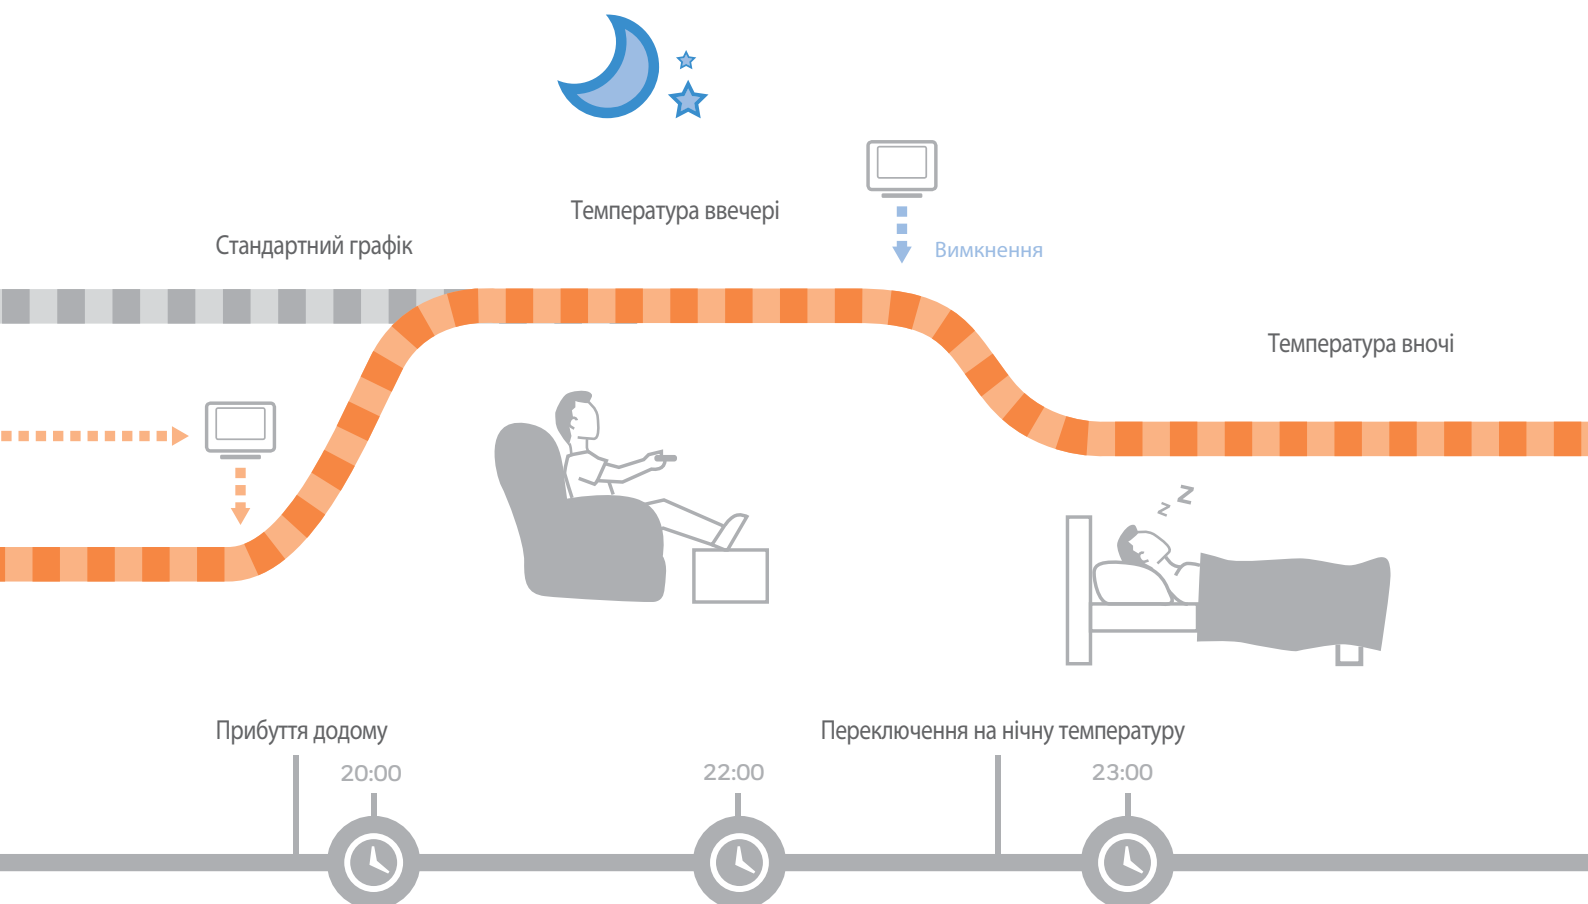 Температура ввечері
Стандартний графік
Вимкнення
Температура вночі
z z
Прибуття додому
Переключення на нічну температуру
20:00
22:00
23:00